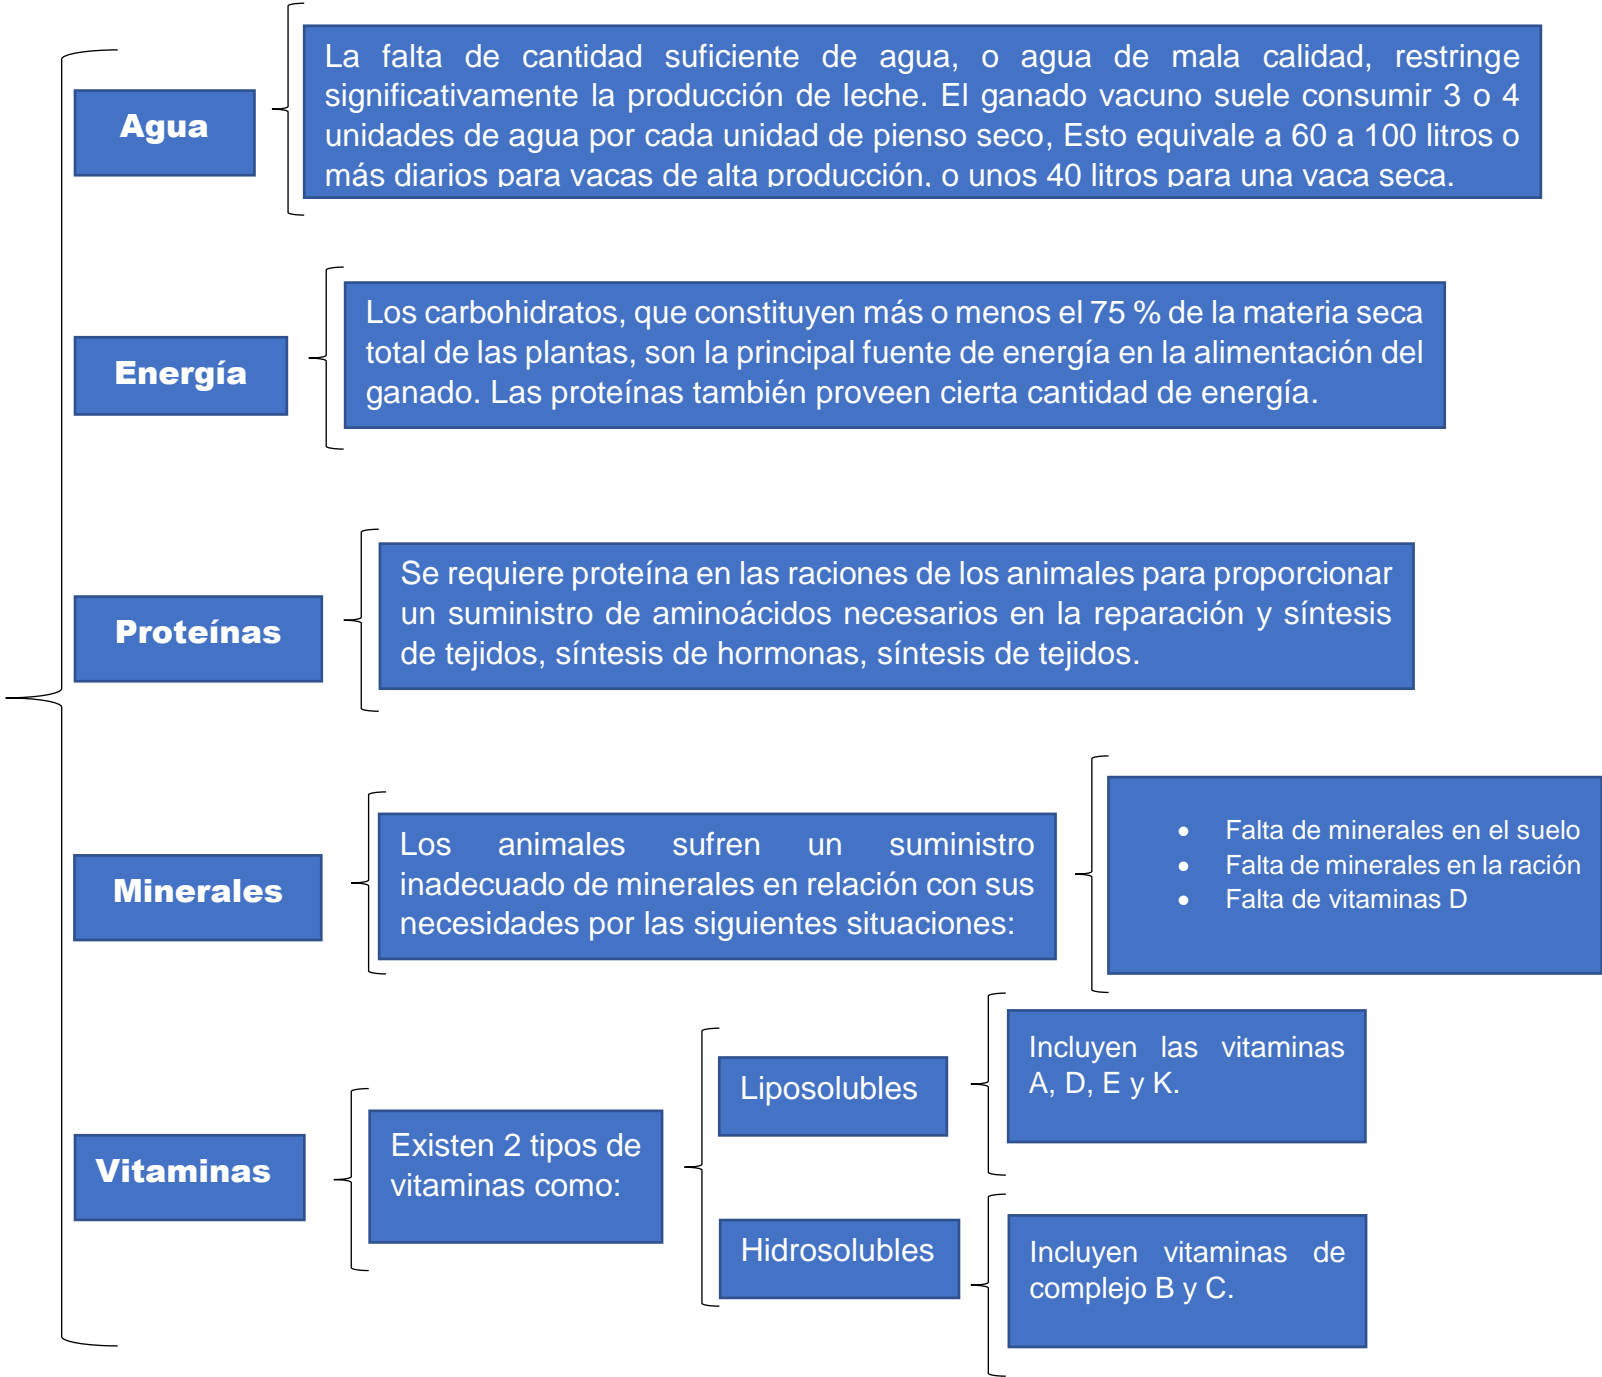 Agua
La falta de cantidad suficiente de agua, o agua de mala calidad, restringe
significativamente la producción de leche. El ganado vacuno suele consumir 3 o 4
unidades de agua por cada unidad de pienso seco, Esto equivale a 60 a 100 litros o
más diarios para vacas de alta producción, o unos 40 litros para una vaca seca.
Energía
Los carbohidratos, que constituyen más o menos el 75 % de la materia seca
total de las plantas, son la principal fuente de energía en la alimentación del
ganado. Las proteínas también proveen cierta cantidad de energía.
Proteínas
Se requiere proteína en las raciones de los animales para proporcionar
un suministro de aminoácidos necesarios en la reparación y síntesis
de tejidos, síntesis de hormonas, síntesis de tejidos.
Minerales
Los animales sufren un suministro
inadecuado de minerales en relación con sus
necesidades por las siguientes situaciones:
• Falta de minerales en el suelo
• Falta de minerales en la ración
• Falta de vitaminas D
Vitaminas
Existen 2 tipos de
vitaminas como:
Liposolubles
Incluyen las vitaminas
A, D, E y K.
Hidrosolubles
Incluyen vitaminas de
complejo B y C.